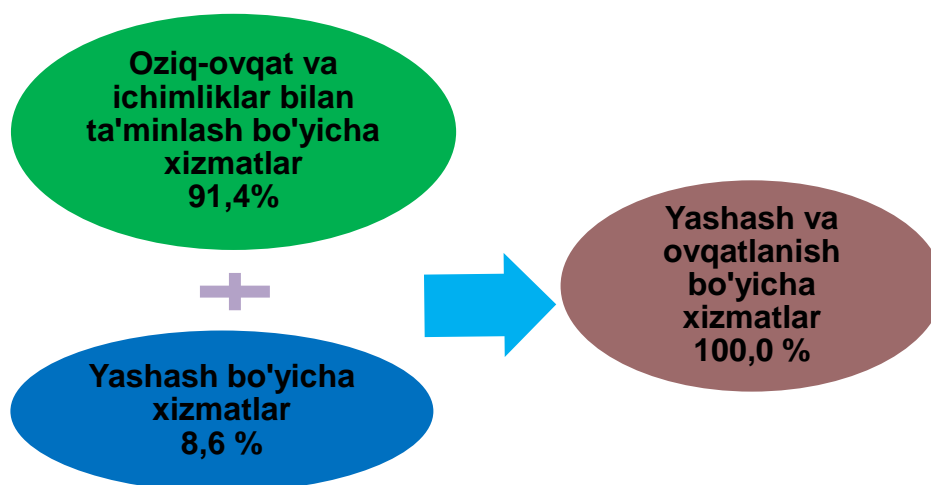 Oziq-ovqat va
ichimliklar bilan
ta'minlash bo'yicha
xizmatlar
91,4%
Yashash bo'yicha
xizmatlar
8,6 %
Yashash va
ovqatlanish
bo'yicha
xizmatlar
100,0 %